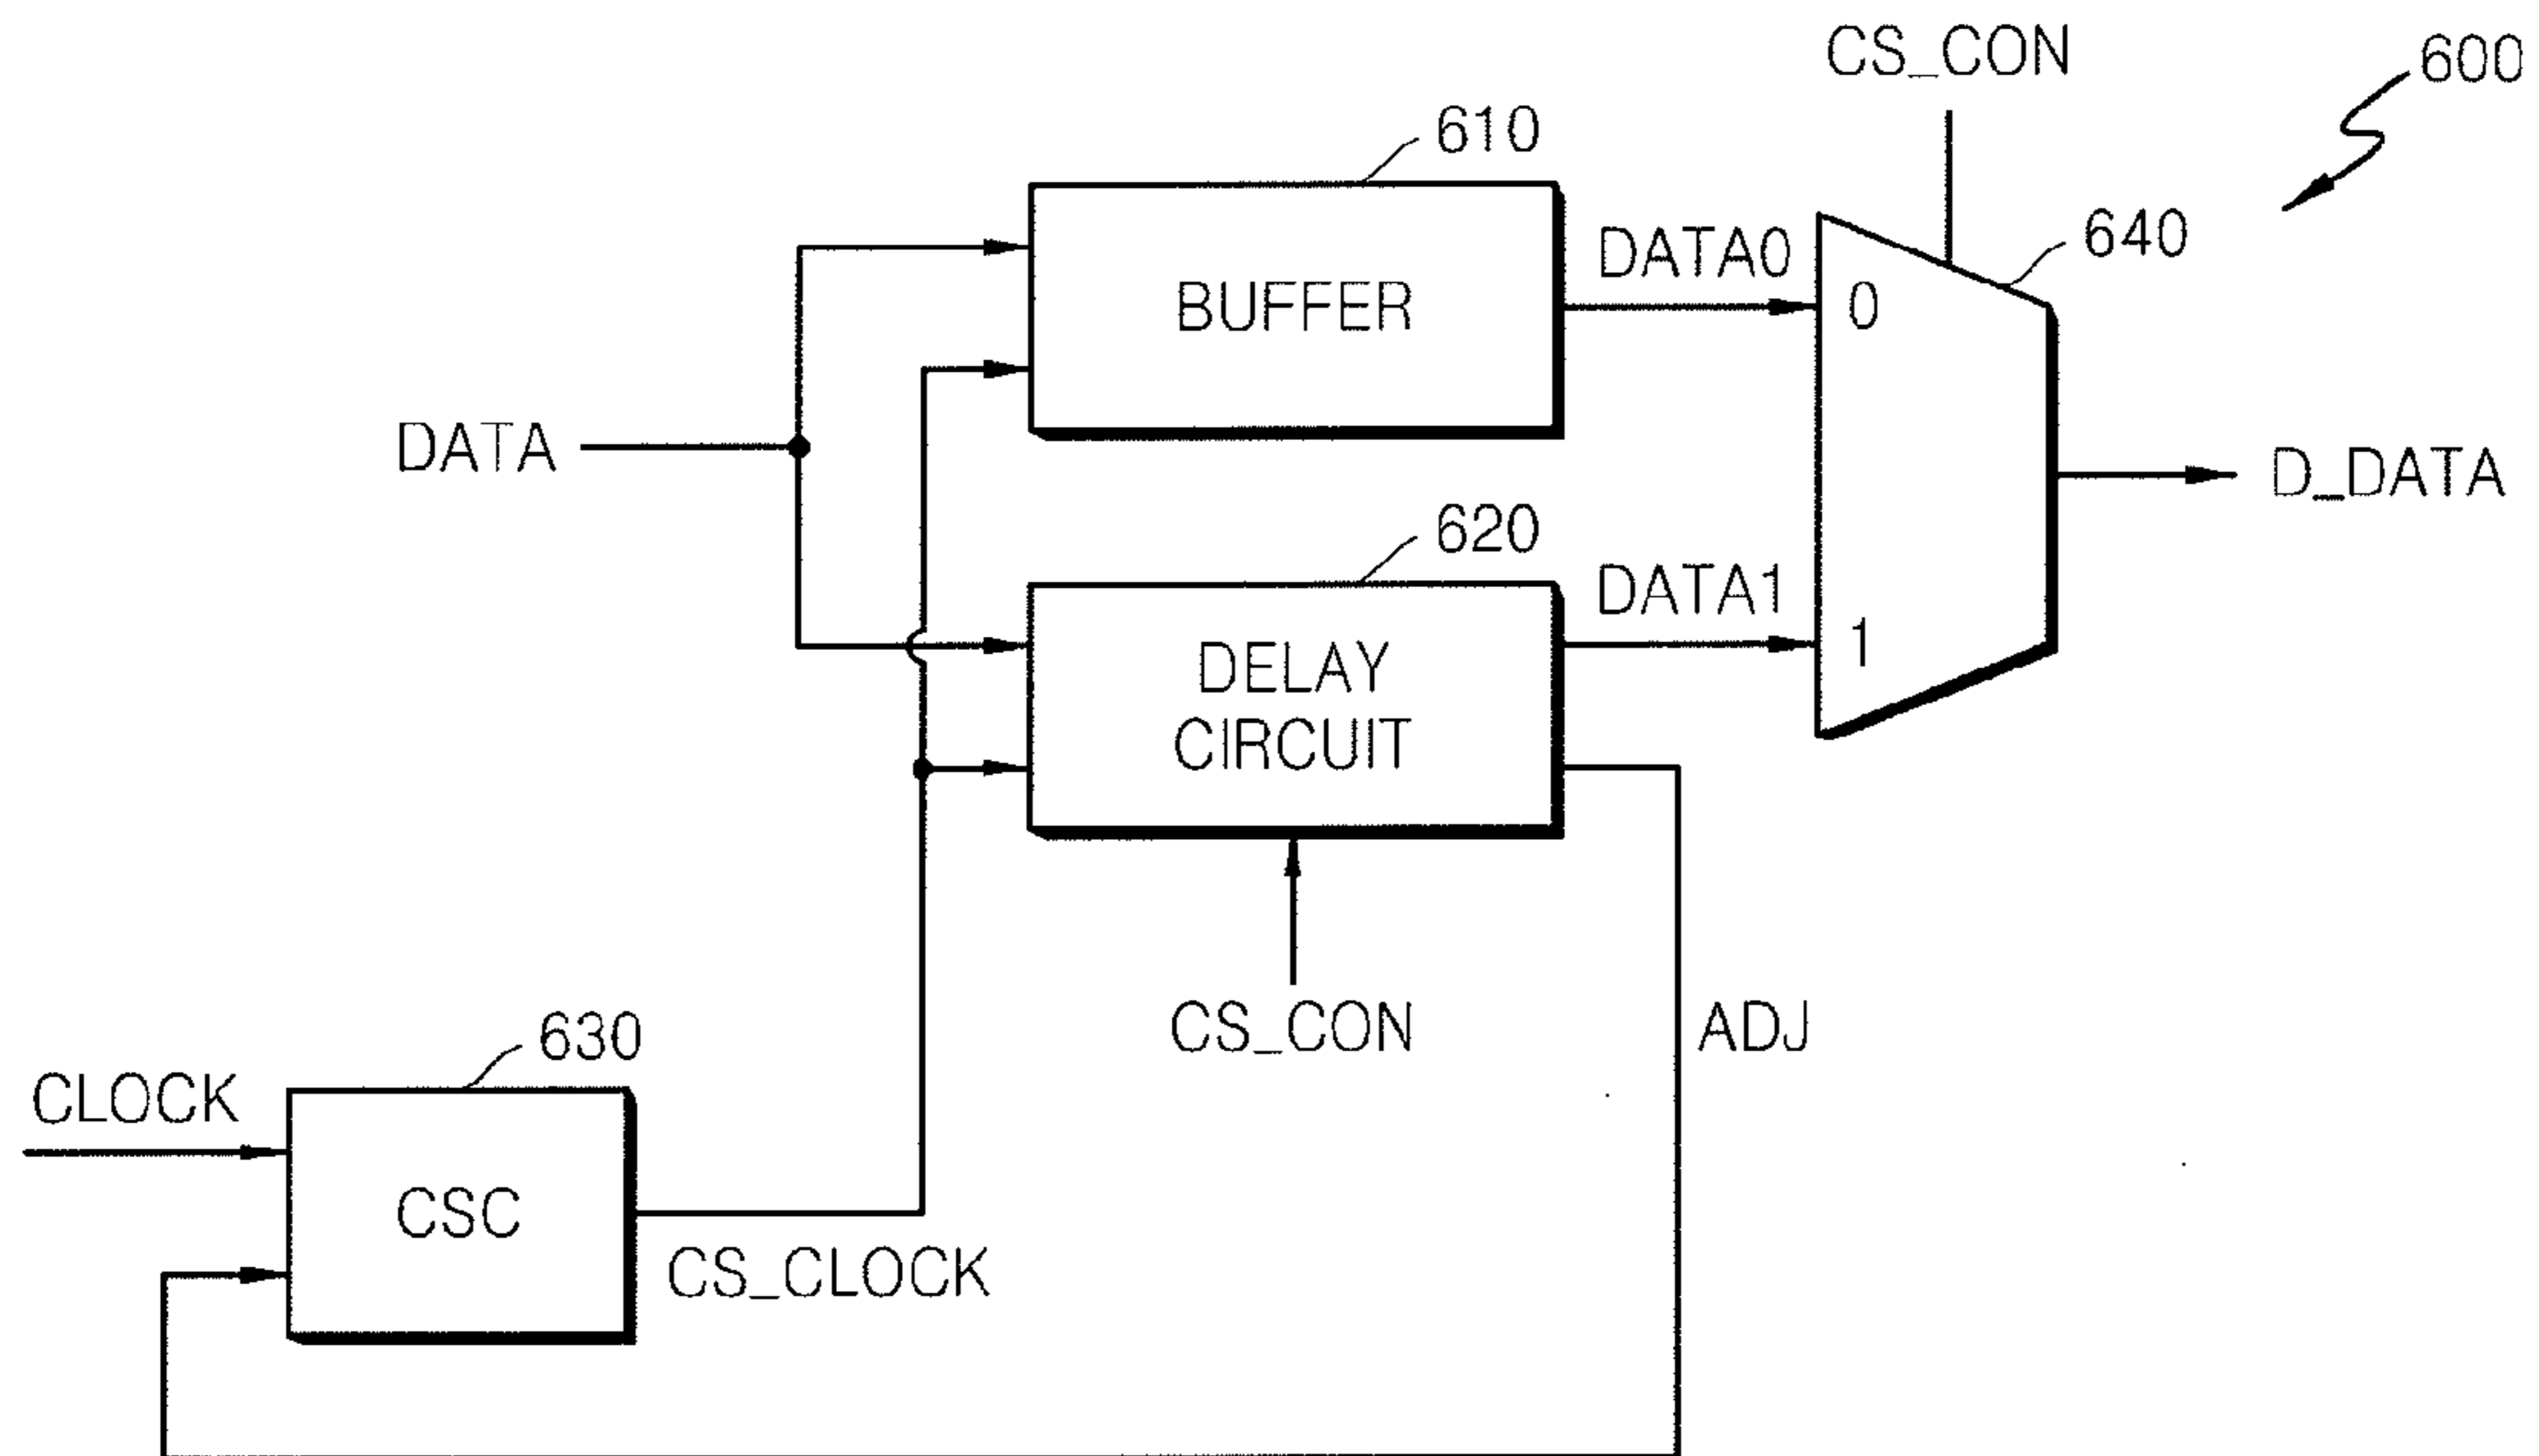 CS_CON
600
610
640
BUFFER
DATA0
0
DATA
D_DATA
620
DATA1
1
DELAY
CIRCUIT
CS_CON
ADJ
630
CLOCK
CSC
CS_CLOCK